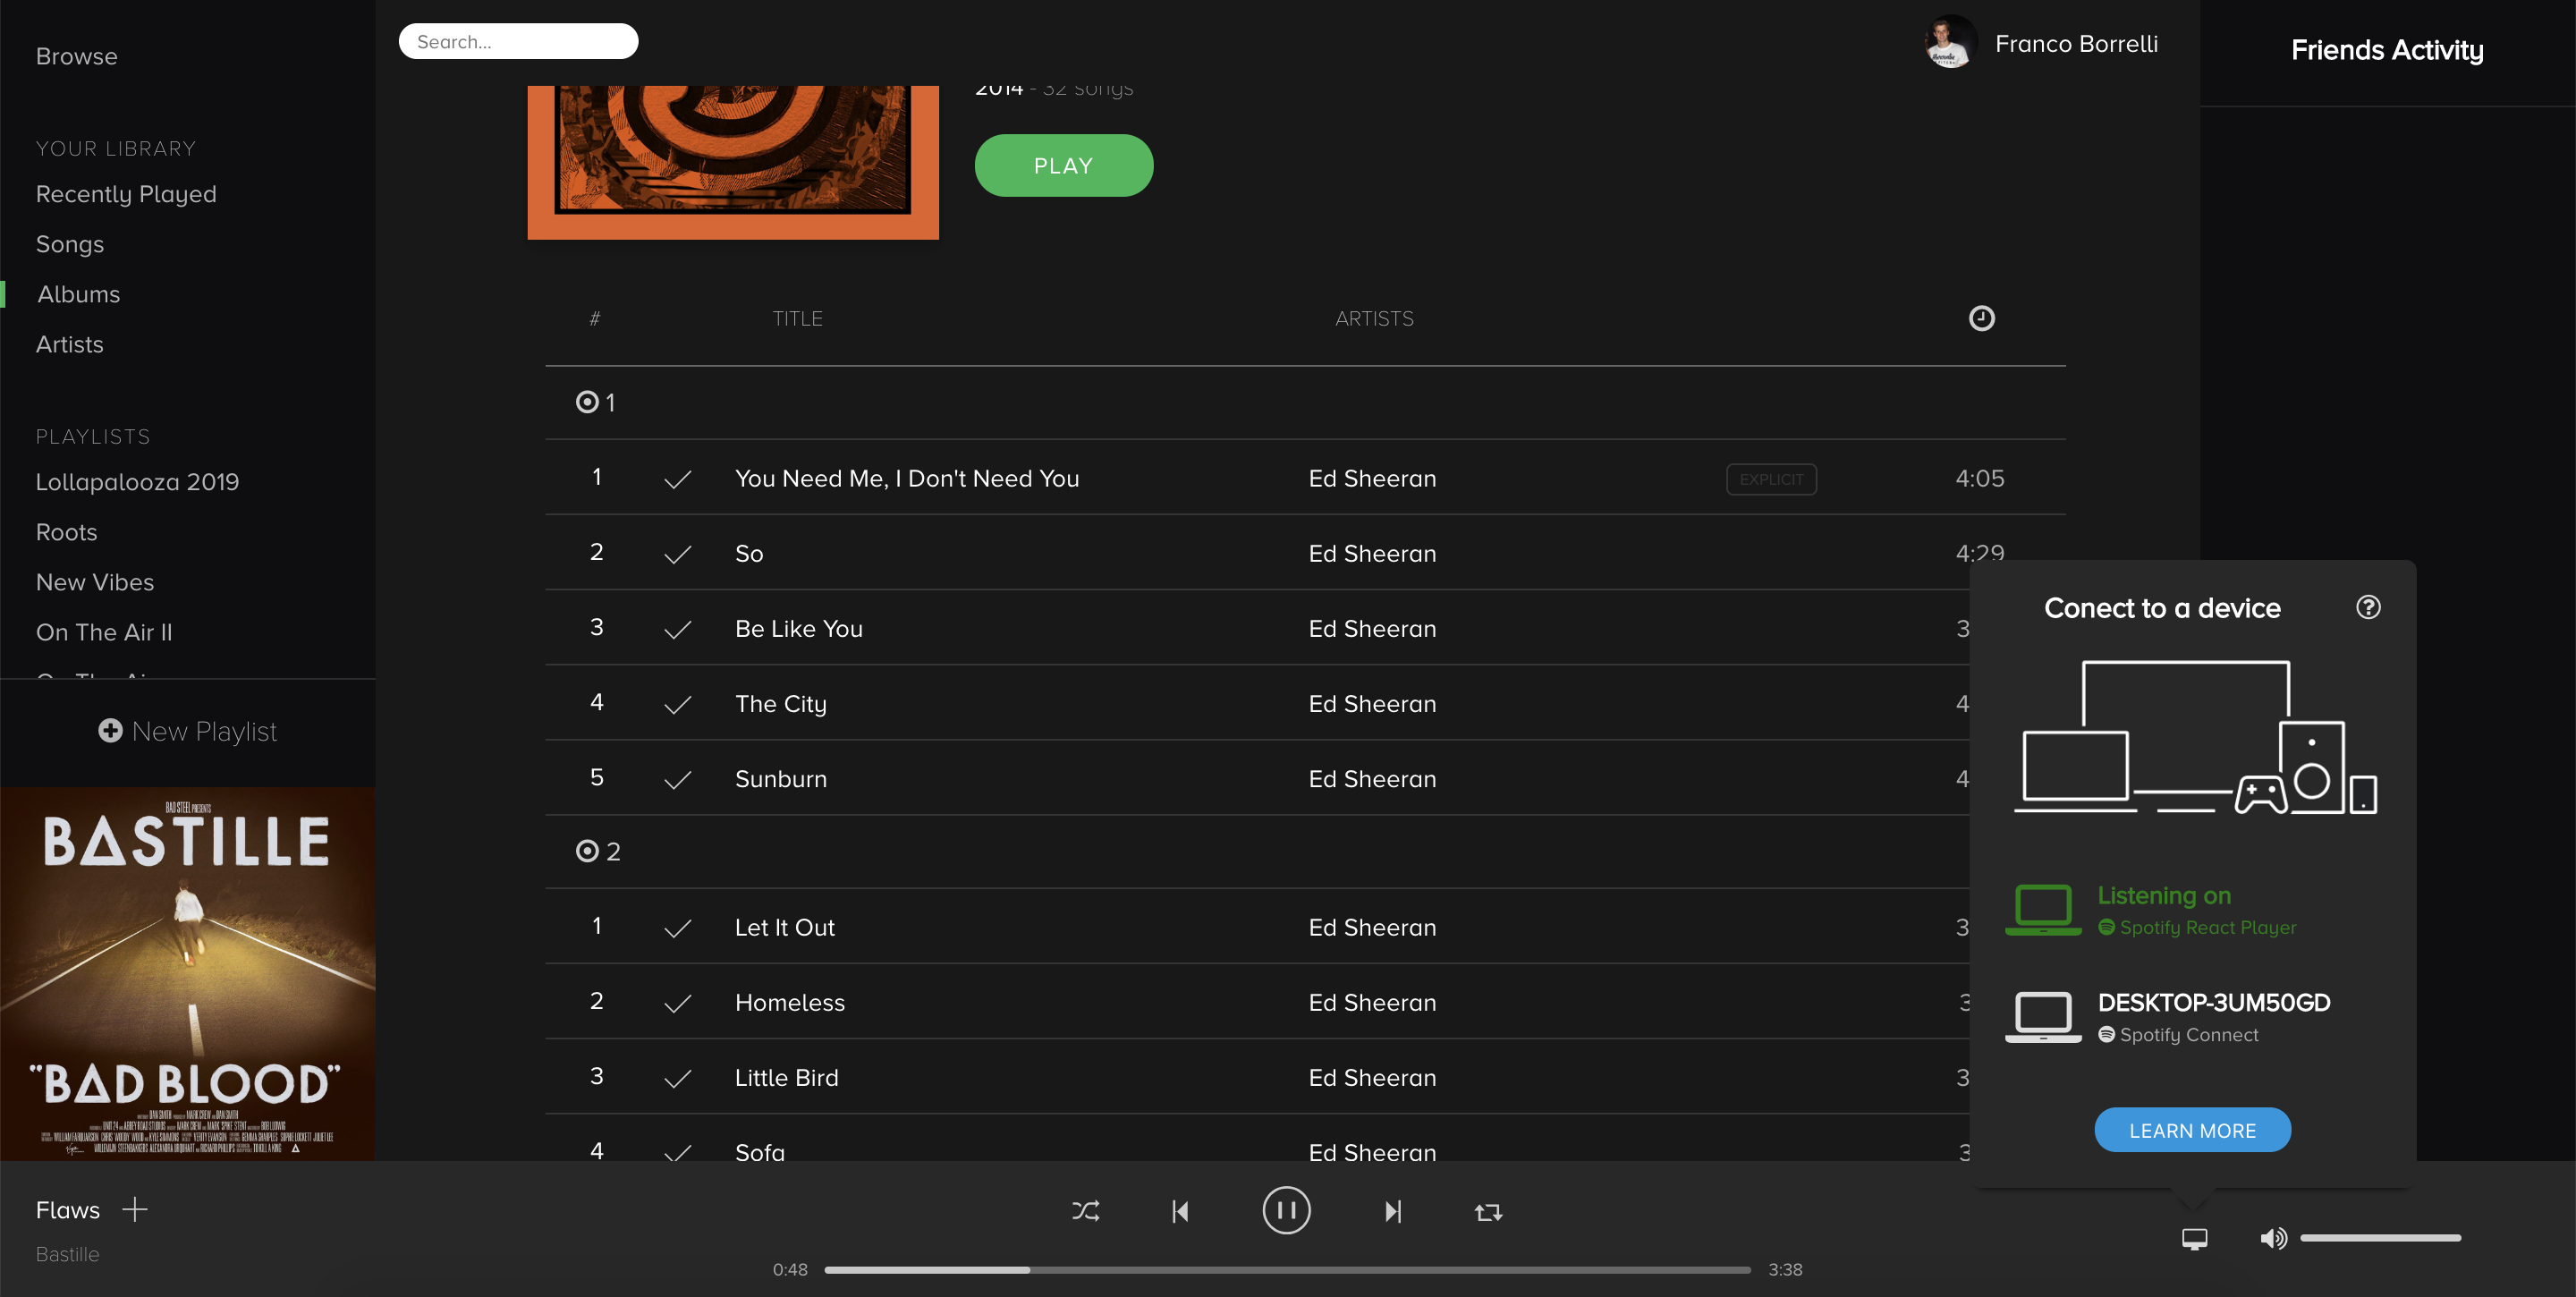 Browse
YOUR LIBRARY
Recently Played
Songs
Albums
Artists
PLAYLISTS
Lollapalooza 2019
Roots
New Vibes
On The Air II
On The Air
New Playlist
BAD STEEL PRESENTS
BASTILLE
"BAD BLOOD"
Flaws
Bastille
Search...
Franco Borrelli
2014 - 32 songs
PLAY
# TITLE ARTISTS
1
1 You Need Me, I Don't Need You Ed Sheeran EXPLICIT 4:05
2 So Ed Sheeran 4:29
3 Be Like You Ed Sheeran 3
4 The City Ed Sheeran 4
5 Sunburn Ed Sheeran 4
2
1 Let It Out Ed Sheeran 3
2 Homeless Ed Sheeran 3
3 Little Bird Ed Sheeran 3
4 Sofa Ed Sheeran 3
0:48 3:38
Friends Activity
Conect to a device
Listening on
Spotify React Player
DESKTOP-3UM50GD
Spotify Connect
LEARN MORE